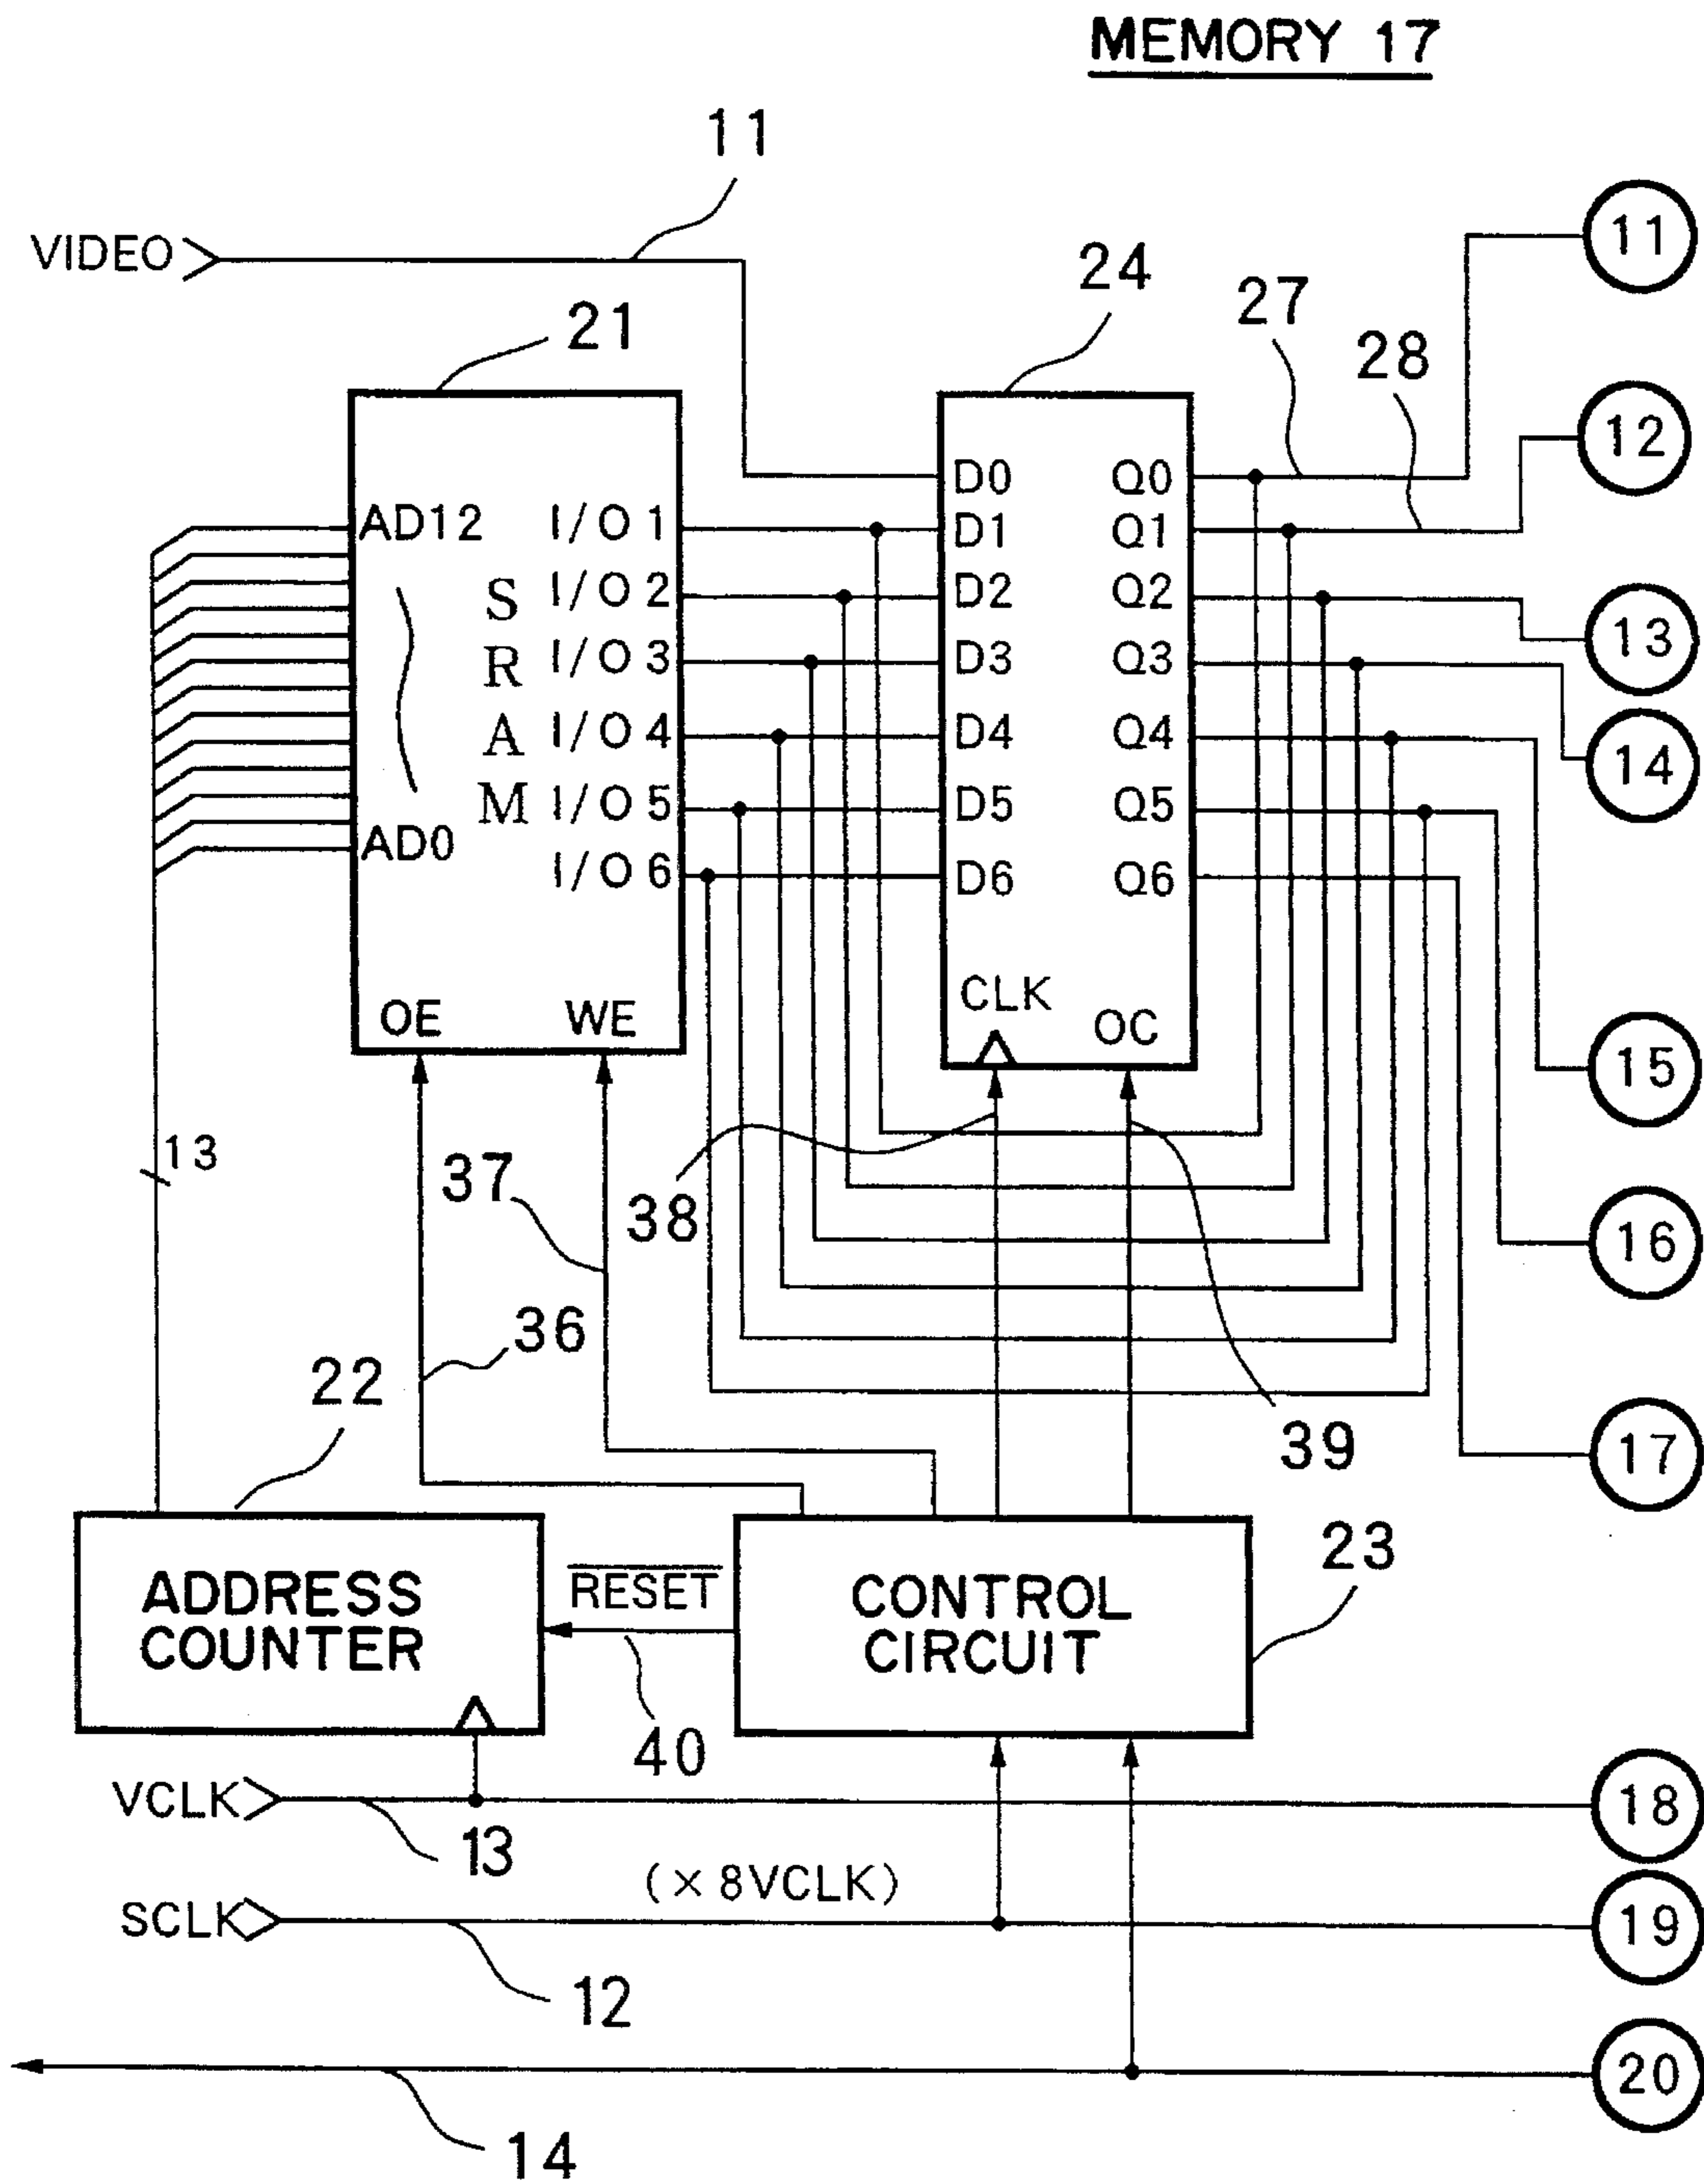 MEMORY 17
11
VIDEO
11
24
27
21
28
12
D0 Q0
AD12 I/O 1 D1 Q1
S I/O 2 D2 Q2
13
R I/O 3 D3 Q3
A I/O 4 D4 Q4
14
M I/O 5 D5 Q5
AD0
I/O 6 D6 Q6
CLK
OE WE OC
15
13
37
38
16
36
22
39
17
23
ADDRESS
COUNTER
RESET
CONTROL
CIRCUIT
40
VCLK
18
13
(× 8VCLK)
SCLK
19
12
20
14